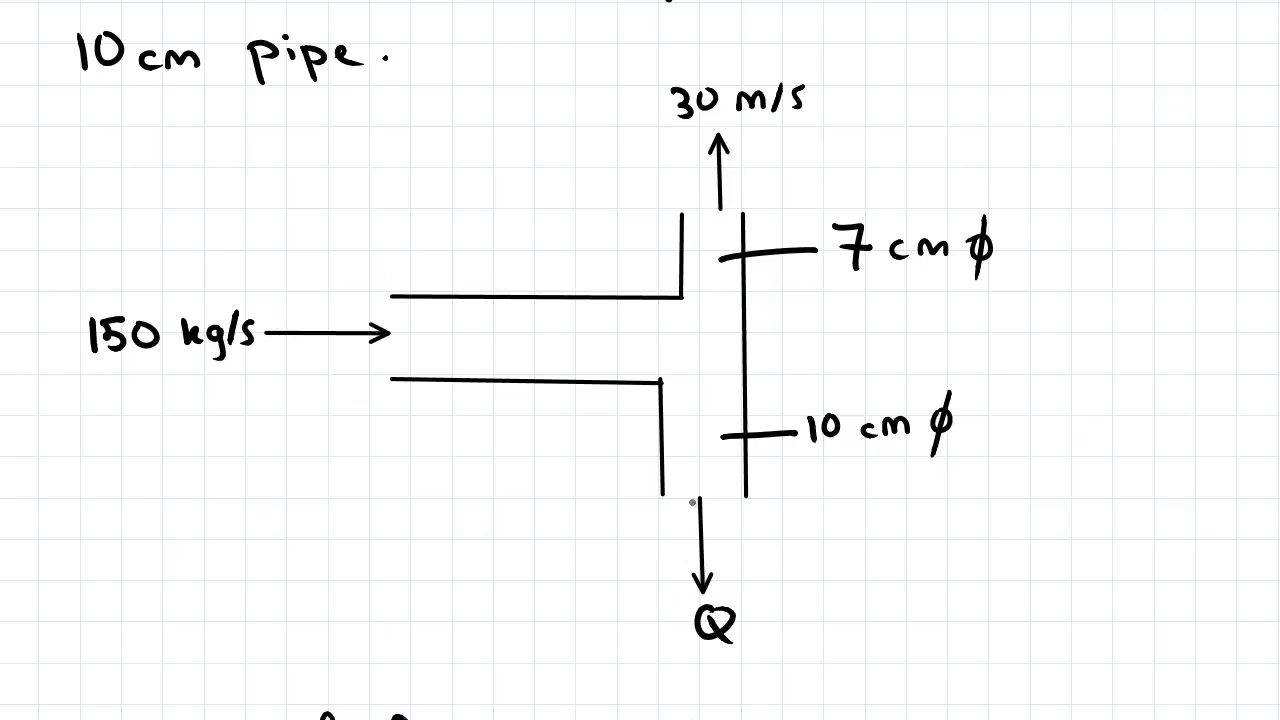 10 cm pipe.
30 m/s
7 cm ϕ
150 kg/s
10 cm ϕ
Q